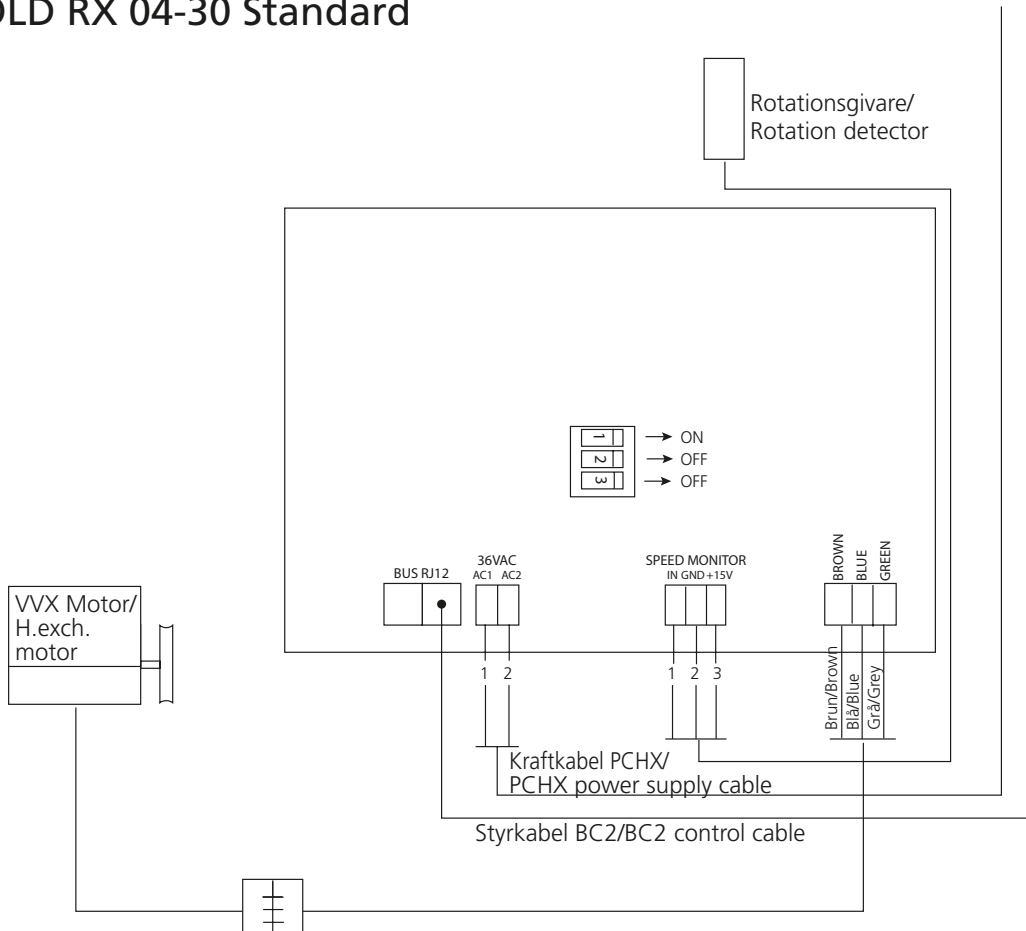 OLD RX 04-30 Standard
Rotationsgivare/
Rotation detector
1
ON
2
OFF
3
OFF
BUS RJ12
36VAC
AC1 AC2
SPEED MONITOR
IN GND +15V
BROWN
BLUE
GREEN
VVX Motor/
H.exch.
motor
1 2
1 2 3
Brun/Brown
Blå/Blue
Grå/Grey
Kraftkabel PCHX/
PCHX power supply cable
Styrkabel BC2/BC2 control cable